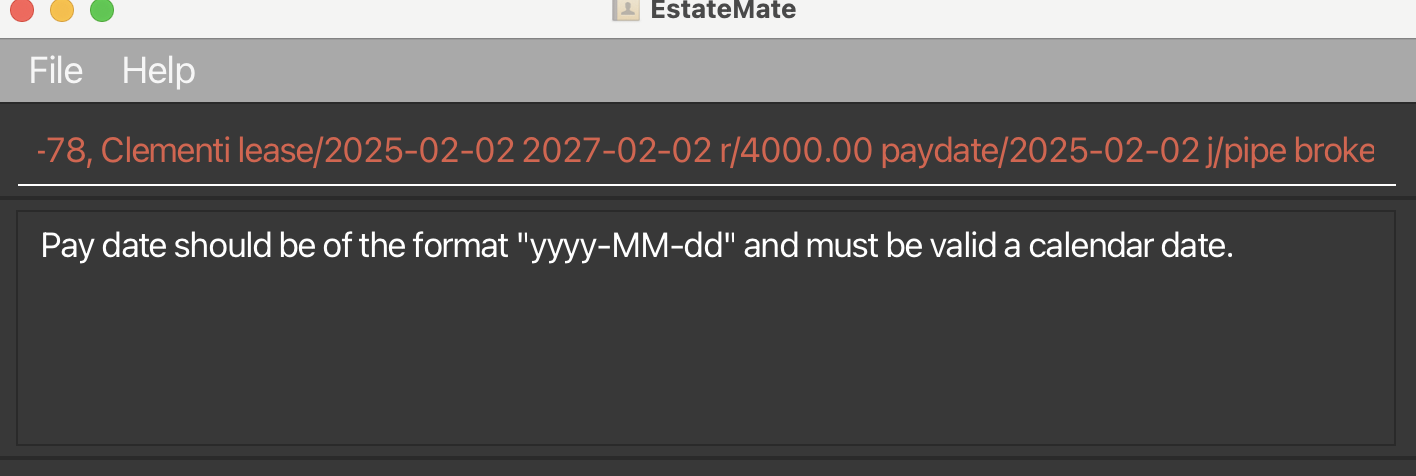 EstateMate
File Help
-78, Clementi lease/2025-02-02 2027-02-02 r/4000.00 paydate/2025-02-02 j/pipe broke
Pay date should be of the format "yyyy-MM-dd" and must be valid a calendar date.